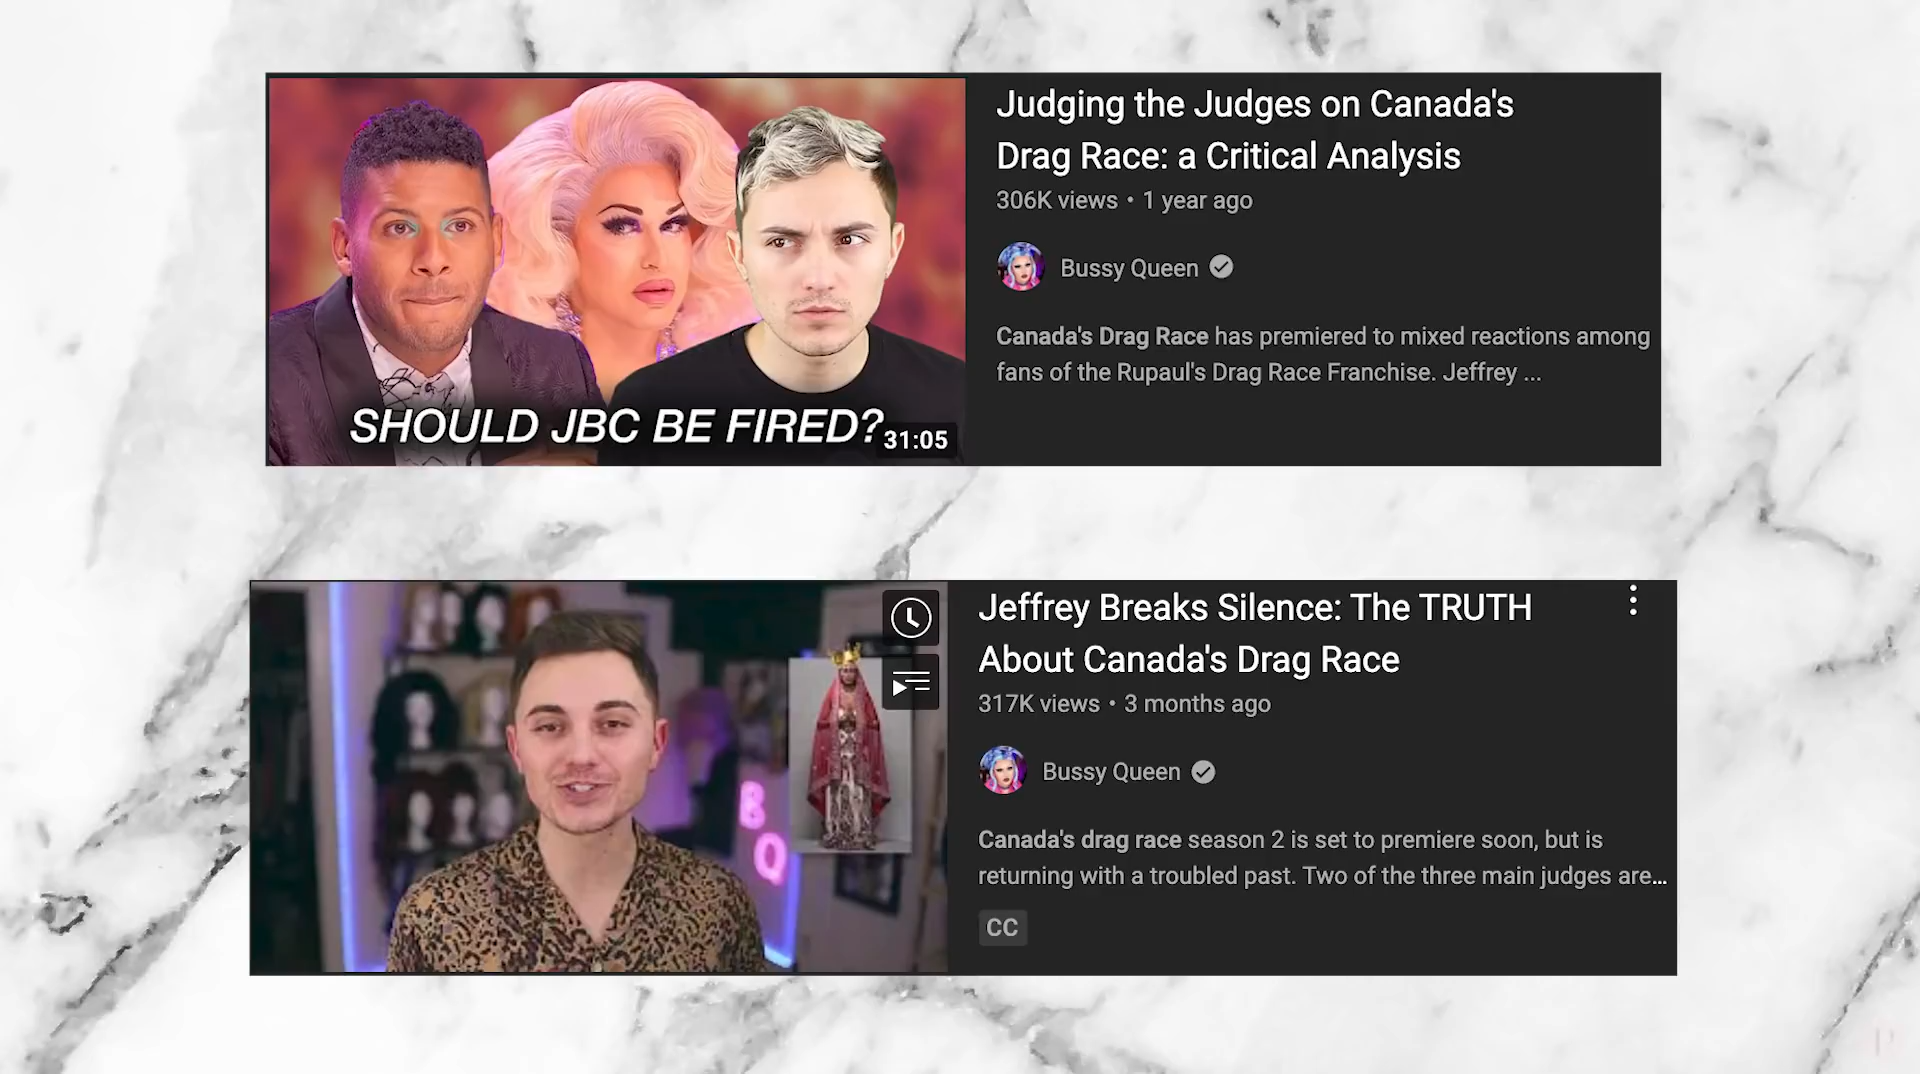 Judging the Judges on Canada's
Drag Race: a Critical Analysis
306K views • 1 year ago
Bussy Queen
Canada's Drag Race has premiered to mixed reactions among
fans of the Rupaul's Drag Race Franchise. Jeffrey ...
SHOULD JBC BE FIRED?
31:05
Jeffrey Breaks Silence: The TRUTH
About Canada's Drag Race
317K views • 3 months ago
Bussy Queen
Canada's drag race season 2 is set to premiere soon, but is
returning with a troubled past. Two of the three main judges are...
CC
B
Q